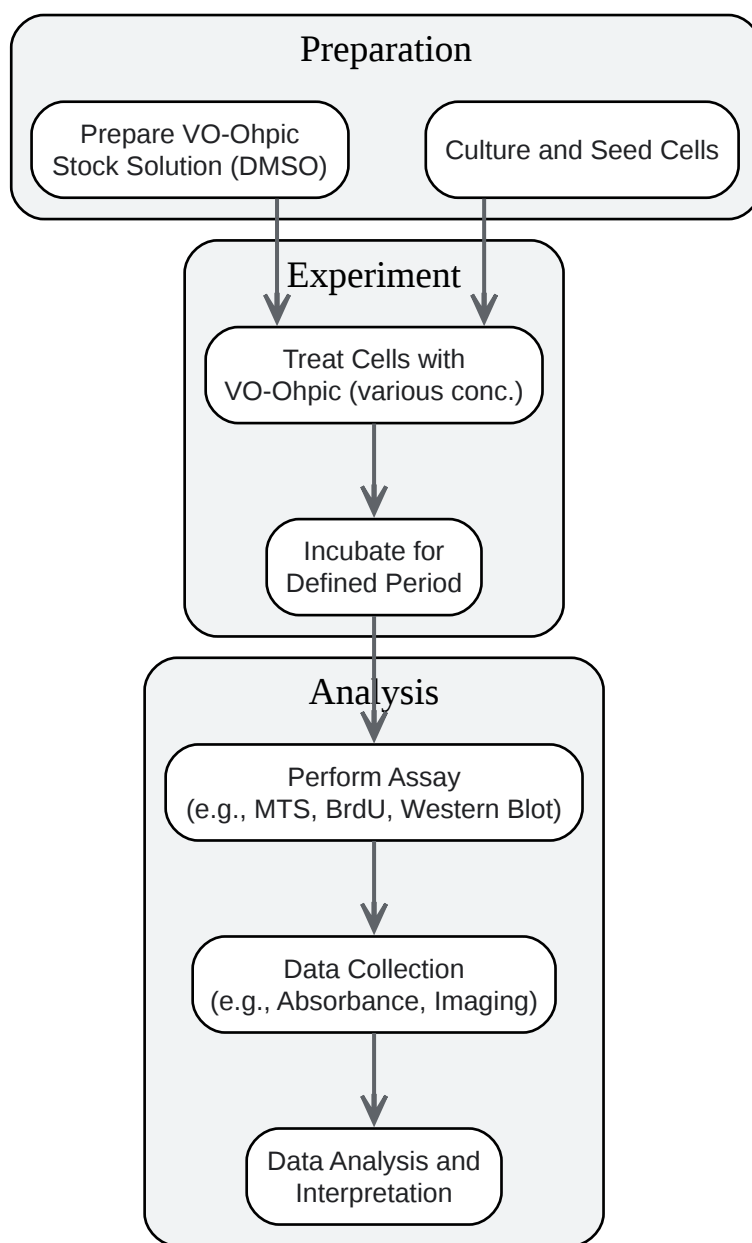 Preparation
Prepare VO-Ohpic
Stock Solution (DMSO)
Culture and Seed Cells
Experiment
Treat Cells with
VO-Ohpic (various conc.)
Incubate for
Defined Period
Analysis
Perform Assay
(e.g., MTS, BrdU, Western Blot)
Data Collection
(e.g., Absorbance, Imaging)
Data Analysis and
Interpretation